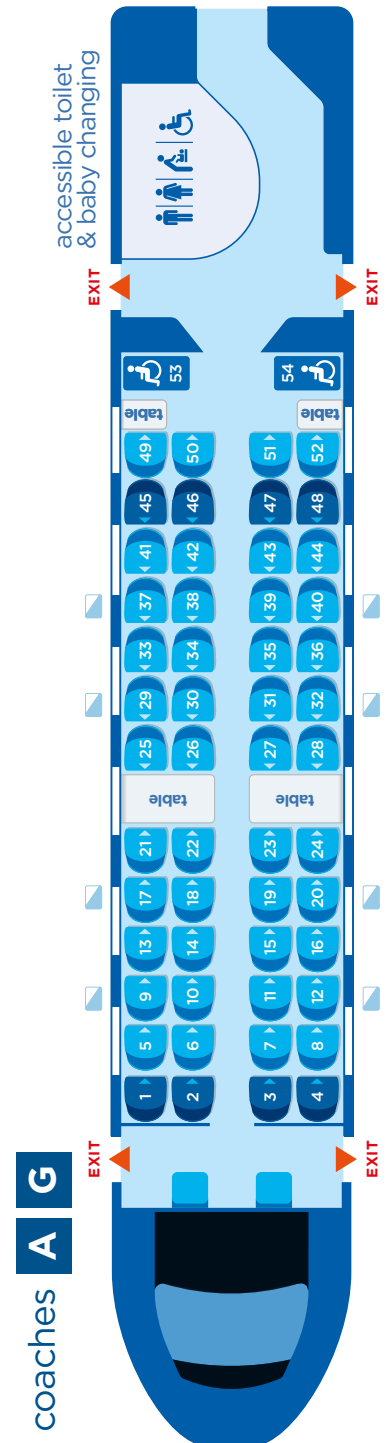 coaches A G
accessible toilet
& baby changing
EXIT EXIT
1 5 9 13 17 21 table 25 29 33 37 41 45 49 table 53
2 6 10 14 18 22 26 30 34 38 42 46 50
3 7 11 15 19 23 table 27 31 35 39 43 47 51 54
4 8 12 16 20 24 28 32 36 40 44 48 52 table
EXIT EXIT